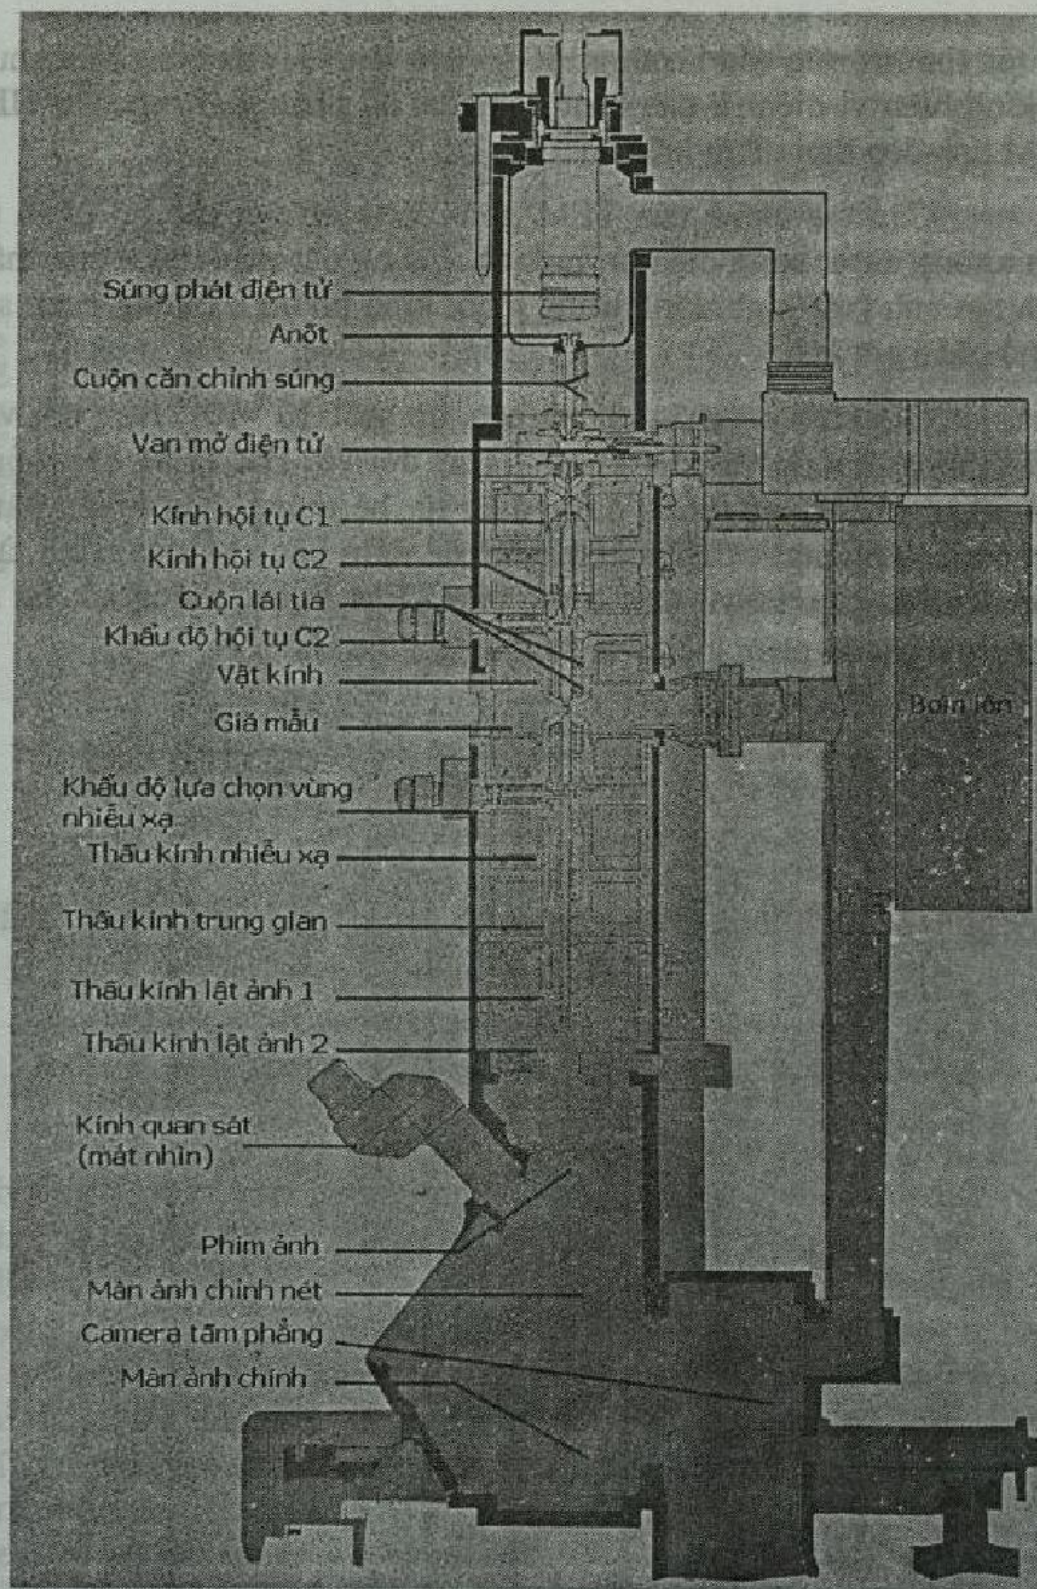 Súng phát điện tử
Anốt
Cuộn căn chỉnh súng
Van mở điện tử
Kính hội tụ C1
Kính hội tụ C2
Cuộn lái tia
Khẩu độ hội tụ C2
Vật kính
Giá mẫu
Bơm iôn
Khẩu độ lựa chọn vùng
nhiễu xạ
Thấu kính nhiễu xạ
Thấu kính trung gian
Thấu kính lật ảnh 1
Thấu kính lật ảnh 2
Kính quan sát
(mắt nhìn)
Phim ảnh
Màn ảnh chỉnh nét
Camera tấm phẳng
Màn ảnh chính